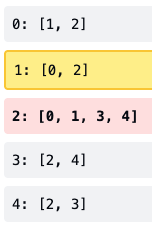 0: [1, 2]
1: [0, 2]
2: [0, 1, 3, 4]
3: [2, 4]
4: [2, 3]